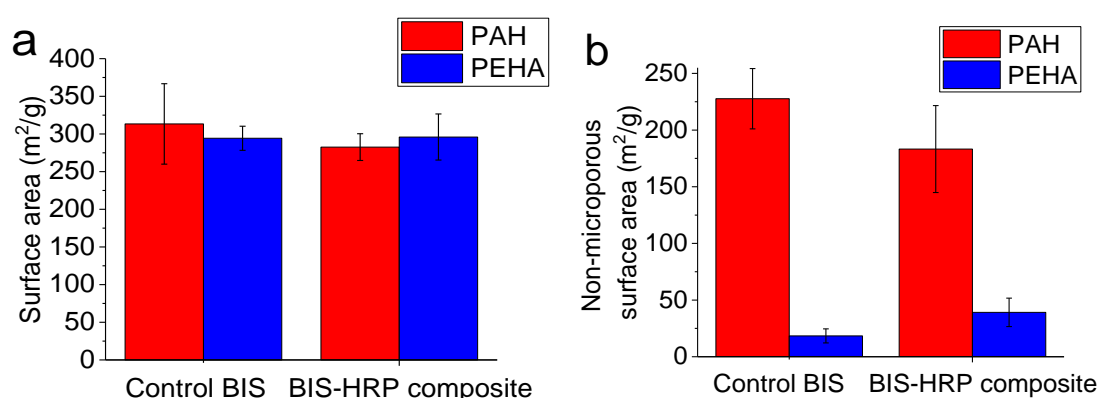 a
PAH
PEHA
Surface area (m²/g)
400
350
300
250
200
150
100
50
0
Control BIS
BIS-HRP composite
b
PAH
PEHA
Non-microporous
surface area (m²/g)
250
200
150
100
50
0
Control BIS
BIS-HRP composite